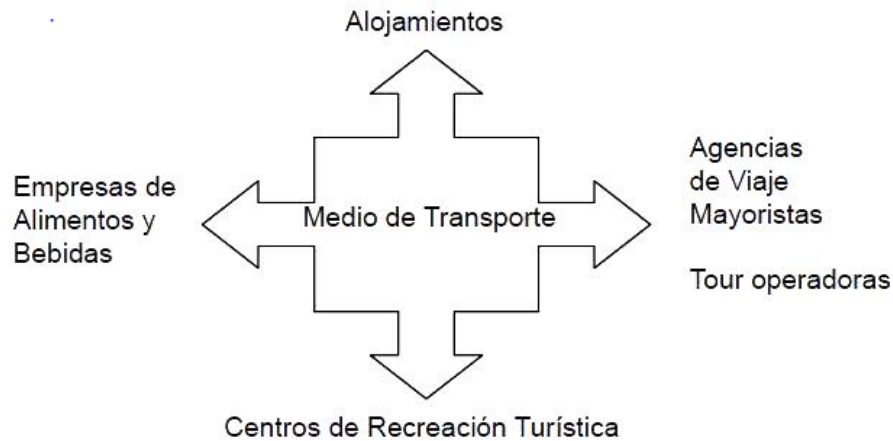 Alojamientos
Empresas de
Alimentos y
Bebidas
Medio de Transporte
Agencias
de Viaje
Mayoristas
Tour operadoras
Centros de Recreación Turística